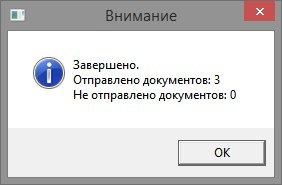 Внимание
Завершено.
Отправлено документов: 3
Не отправлено документов: 0
OK